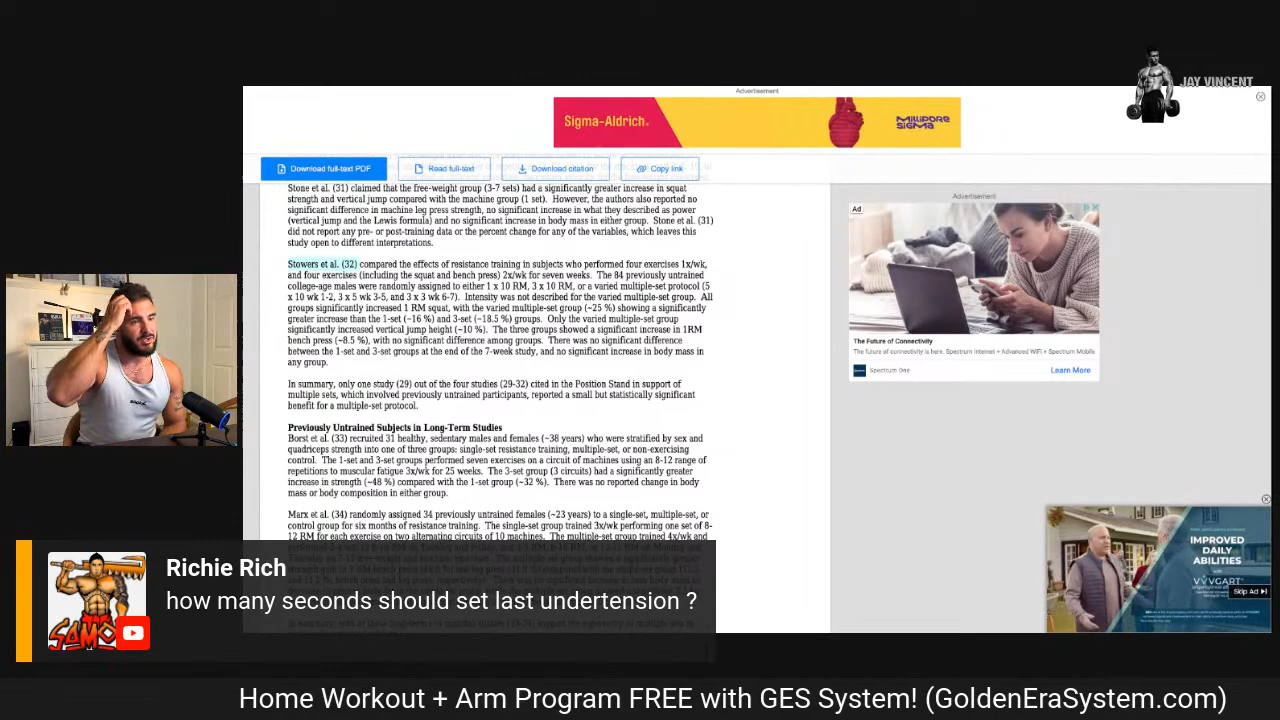 Advertisement
Sigma-Aldrich.
MILLIPORE
SIGMA
JAY VINCENT
Download full-text PDF
Read full-text
Download citation
Copy link
Stone et al. (31) claimed that the free-weight group (3-7 sets) had a significantly greater increase in squat
strength and vertical jump compared with the machine group (1 set). However, the authors also reported no
significant difference in machine leg press strength, no significant increase in what they described as power
(vertical jump and the Lewis formula) and no significant increase in body mass in either group. Stone et al. (31)
did not report any pre- or post-training data or the percent change for any of the variables, which leaves this
study open to different interpretations.
Stowers et al. (32) compared the effects of resistance training in subjects who performed four exercises 1x/wk,
and four exercises (including the squat and bench press) 2x/wk for seven weeks. The 84 previously untrained
college-age males were randomly assigned to either 1 x 10 RM, 3 x 10 RM, or a varied multiple-set protocol (5
x 10 wk 1-2, 3 x 5 wk 3-5, and 3 x 3 wk 6-7). Intensity was not described for the varied multiple-set group. All
groups significantly increased 1 RM squat, with the varied multiple-set group (~25 %) showing a significantly
greater increase than the 1-set (~16 %) and 3-set (~18.5 %) groups. Only the varied multiple-set group
significantly increased vertical jump height (~10 %). The three groups showed a significant increase in 1RM
bench press (~8.5 %), with no significant difference among groups. There was no significant difference
between the 1-set and 3-set groups at the end of the 7-week study, and no significant increase in body mass in
any group.
In summary, only one study (29) out of the four studies (29-32) cited in the Position Stand in support of
multiple sets, which involved previously untrained participants, reported a small but statistically significant
benefit for a multiple-set protocol.
Previously Untrained Subjects in Long-Term Studies
Borst et al. (33) recruited 31 healthy, sedentary males and females (~38 years) who were stratified by sex and
quadriceps strength into one of three groups: single-set resistance training, multiple-set, or non-exercising
control. The 1-set and 3-set groups performed seven exercises on a circuit of machines using an 8-12 range of
repetitions to muscular fatigue 3x/wk for 25 weeks. The 3-set group (3 circuits) had a significantly greater
increase in strength (~48 %) compared with the 1-set group (~32 %). There was no reported change in body
mass or body composition in either group.
Marx et al. (34) randomly assigned 34 previously untrained females (~23 years) to a single-set, multiple-set, or
control group for six months of resistance training. The single-set group trained 3x/wk performing one set of 8-
12 RM for each exercise on two alternating circuits of 10 machines. The multiple-set group trained 4x/wk and
Advertisement
Ad
The Future of Connectivity
The future of connectivity is here. Spectrum Internet + Advanced WiFi + Spectrum Mobile
Spectrum One
Learn More
IMPROVED
DAILY
ABILITIES
with
VYVGART
Skip Ad
SAMO
Richie Rich
how many seconds should set last undertension ?
Home Workout + Arm Program FREE with GES System! (GoldenEraSystem.com)